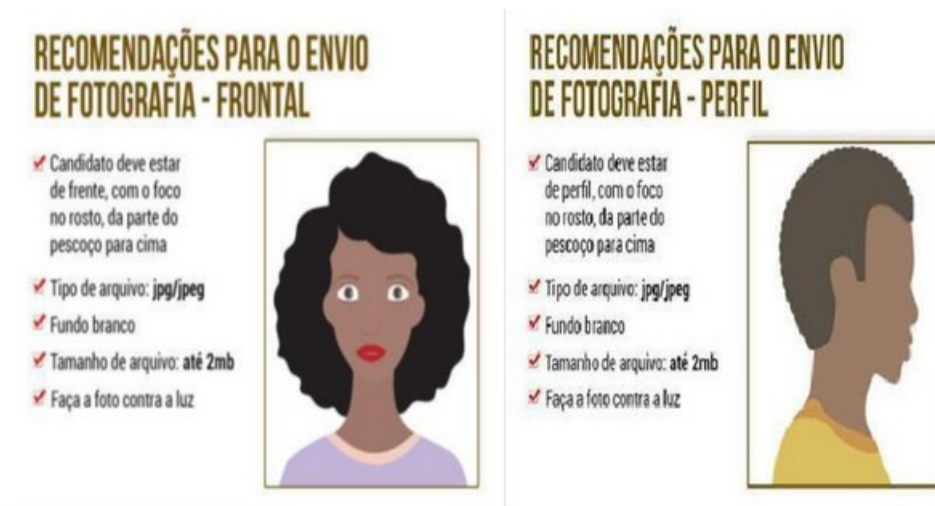 RECOMENDAÇÕES PARA O ENVIO
DE FOTOGRAFIA - FRONTAL
Candidato deve estar
de frente, com o foco
no rosto, da parte do
pescoço para cima
Tipo de arquivo: jpg/jpeg
Fundo branco
Tamanho de arquivo: até 2mb
Faça a foto contra a luz
RECOMENDAÇÕES PARA O ENVIO
DE FOTOGRAFIA - PERFIL
Candidato deve estar
de perfil, com o foco
no rosto, da parte do
pescoço para cima
Tipo de arquivo: jpg/jpeg
Fundo branco
Tamanho de arquivo: até 2mb
Faça a foto contra a luz